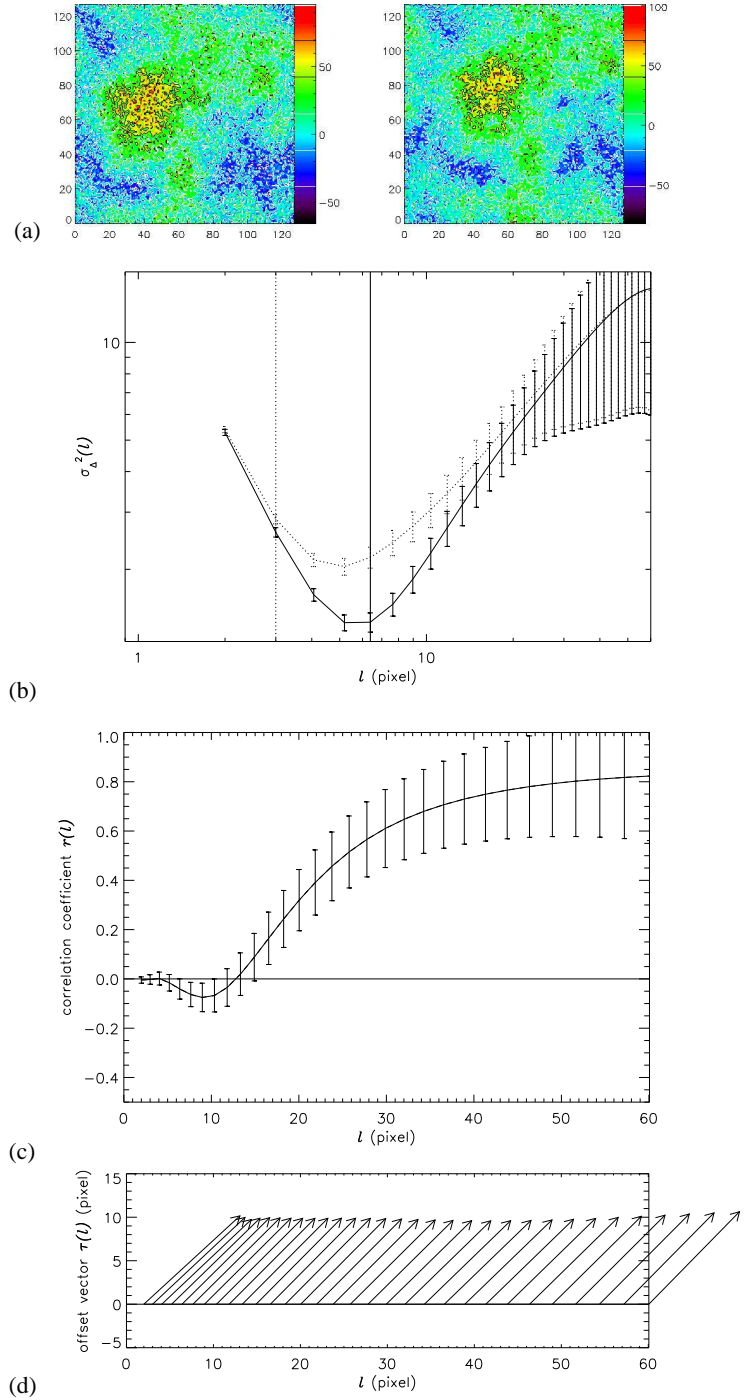 120
100
80
60
40
20
0
0 20 40 60 80 100 120
100
50
0
−50
120
100
80
60
40
20
0
0 20 40 60 80 100 120
100
50
0
−50
(a)
10
σ_Δ²(l)
1 10
l (pixel)
(b)
1.0
0.8
0.6
0.4
0.2
0.0
−0.2
−0.4
correlation coefficient r(l)
0 10 20 30 40 50 60
l (pixel)
(c)
15
10
5
0
−5
offset vector τ(l) (pixel)
0 10 20 30 40 50 60
l (pixel)
(d)